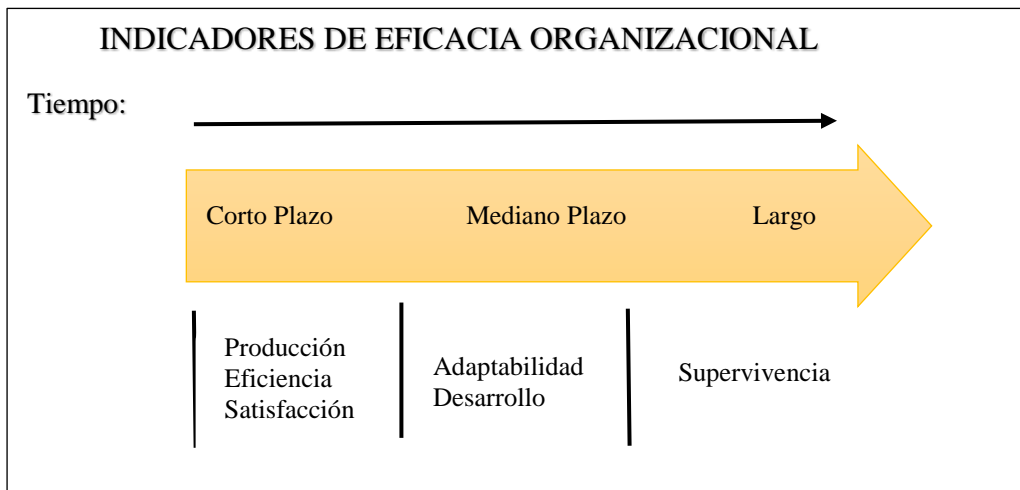 INDICADORES DE EFICACIA ORGANIZACIONAL
Tiempo:
Corto Plazo
Mediano Plazo
Largo
Producción
Eficiencia
Satisfacción
Adaptabilidad
Desarrollo
Supervivencia